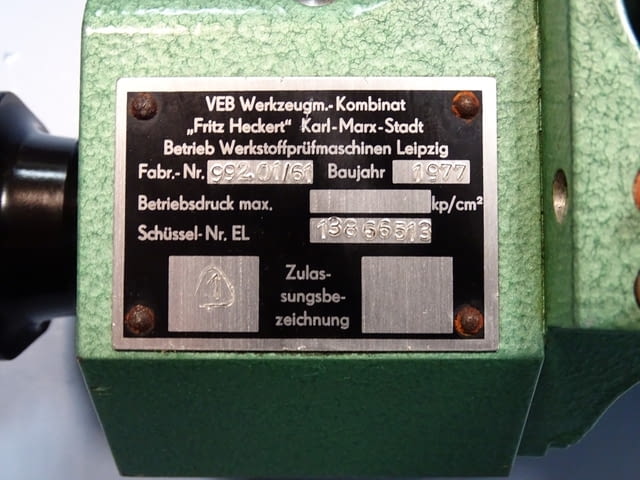 VEB Werkzeugm.-Kombinat
„Fritz Heckert" Karl-Marx-Stadt
Betrieb Werkstoffprüfmaschinen Leipzig
Fabr.-Nr. 992.01/61 Baujahr 1977
Betriebsdruck max. kp/cm²
Schüssel-Nr. EL 13866513
1 Zulas-
sungsbe-
zeichnung